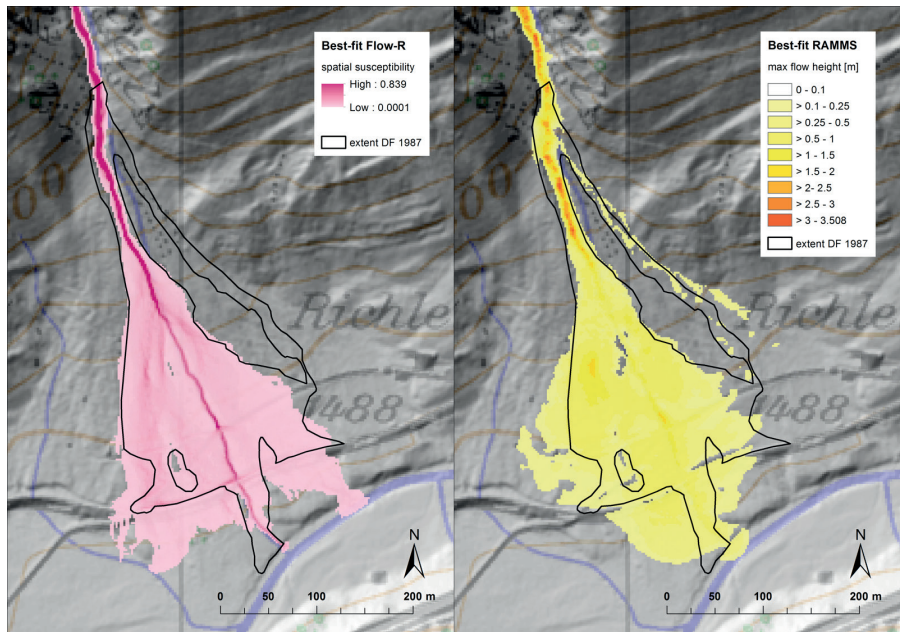 Best-fit Flow-R
spatial susceptibility
High : 0.839
Low : 0.0001
extent DF 1987
00
Richle
1488
N
0 50 100 200 m
Best-fit RAMMS
max flow height [m]
0 - 0.1
> 0.1 - 0.25
> 0.25 - 0.5
> 0.5 - 1
> 1 - 1.5
> 1.5 - 2
> 2- 2.5
> 2.5 - 3
> 3 - 3.508
extent DF 1987
00
Richle
1488
N
0 50 100 200 m